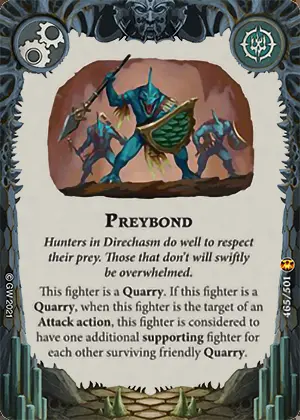 PREYBOND
Hunters in Direchasm do well to respect
their prey. Those that don't will swiftly
be overwhelmed.
This fighter is a Quarry. If this fighter is a
Quarry, when this fighter is the target of an
Attack action, this fighter is considered to
have one additional supporting fighter for
each other surviving friendly Quarry.
© GW 2021
465/501